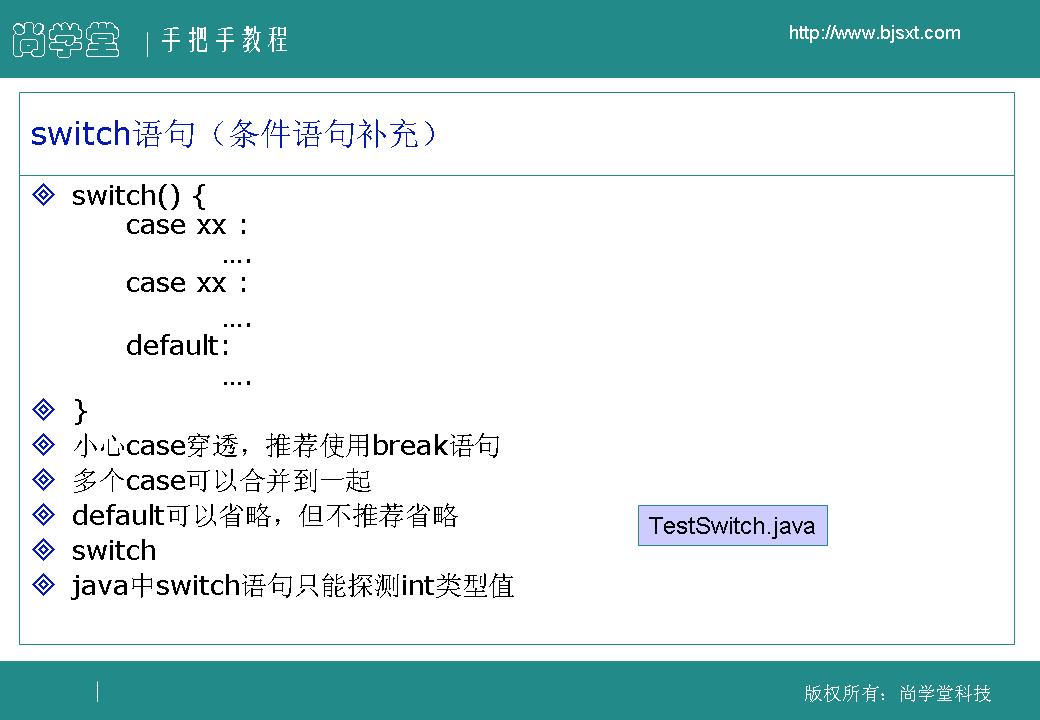 尚学堂 | 手把手教程
http://www.bjsxt.com
switch语句（条件语句补充）
switch() {
case xx :
….
case xx :
….
default:
….
}
小心case穿透，推荐使用break语句
多个case可以合并到一起
default可以省略，但不推荐省略
switch
java中switch语句只能探测int类型值
TestSwitch.java
版权所有：尚学堂科技